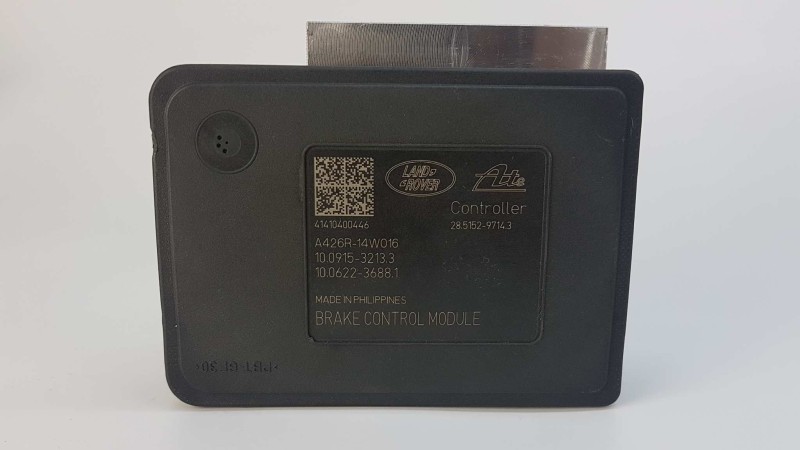 LAND-
ROVER
Ate
Controller
41410400446
28.5152-9714.3
A426R-14W016
10.0915-3213.3
10.0622-3688.1
MADE IN PHILIPPINES
BRAKE CONTROL MODULE